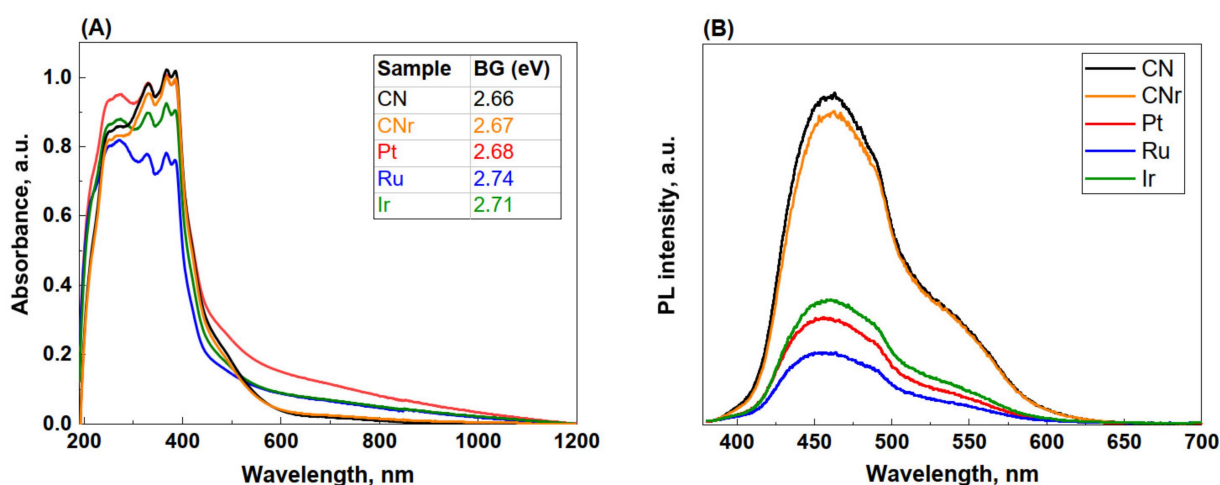 (A)
Absorbance, a.u.
1.0
0.8
0.6
0.4
0.2
0.0
Sample BG (eV)
CN 2.66
CNr 2.67
Pt 2.68
Ru 2.74
Ir 2.71
200 400 600 800 1000 1200
Wavelength, nm
(B)
PL intensity, a.u.
CN
CNr
Pt
Ru
Ir
400 450 500 550 600 650 700
Wavelength, nm